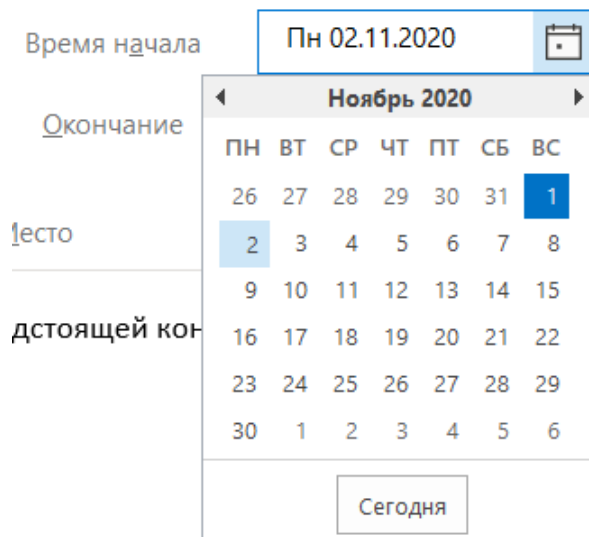 Время начала
Пн 02.11.2020
Ноябрь 2020
Окончание
ПН ВТ СР ЧТ ПТ СБ ВС
26 27 28 29 30 31 1
есто
2 3 4 5 6 7 8
9 10 11 12 13 14 15
дстоящей кон
16 17 18 19 20 21 22
23 24 25 26 27 28 29
30 1 2 3 4 5 6
Сегодня